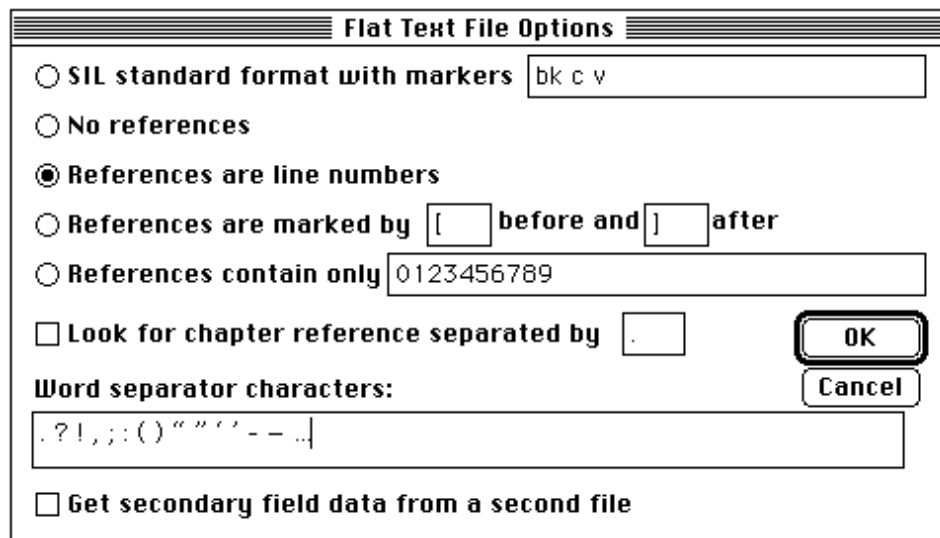 Flat Text File Options
SIL standard format with markers bk c v
No references
References are line numbers
References are marked by [ before and ] after
References contain only 0123456789
Look for chapter reference separated by .
OK
Word separator characters:
Cancel
.?!,;:()“”‘’-–…
Get secondary field data from a second file